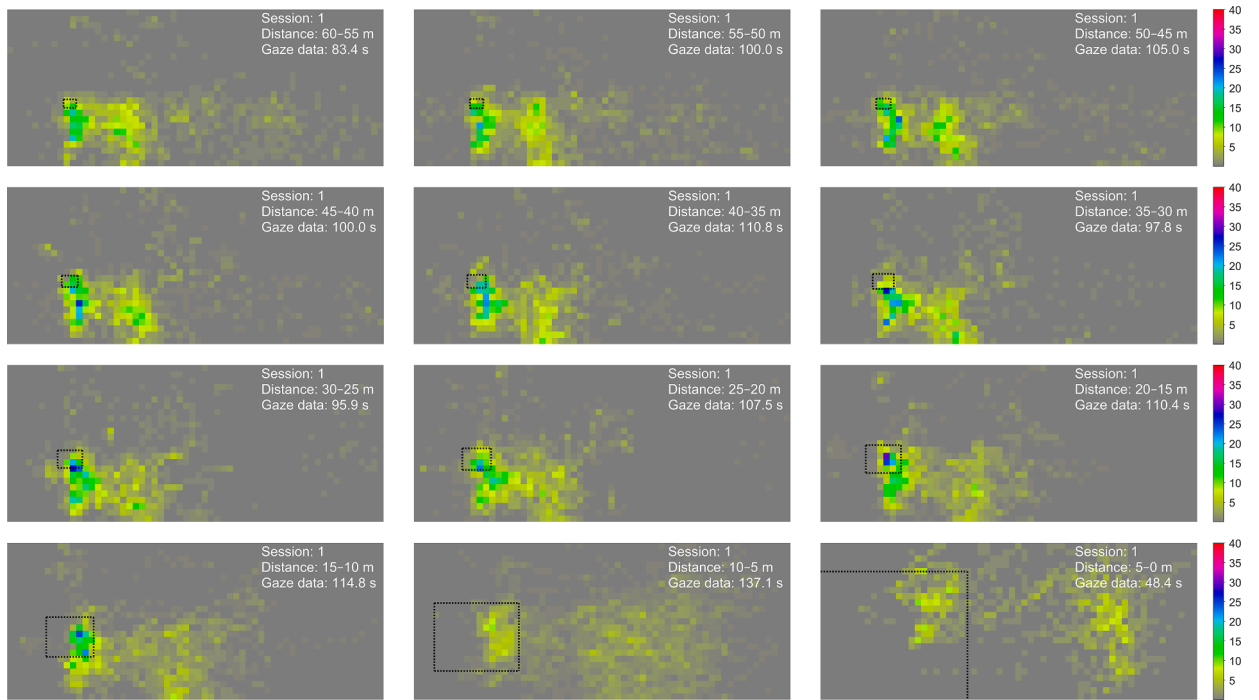 Session: 1
Distance: 60–55 m
Gaze data: 83.4 s
Session: 1
Distance: 55–50 m
Gaze data: 100.0 s
Session: 1
Distance: 50–45 m
Gaze data: 105.0 s
40
35
30
25
20
15
10
5
Session: 1
Distance: 45–40 m
Gaze data: 100.0 s
Session: 1
Distance: 40–35 m
Gaze data: 110.8 s
Session: 1
Distance: 35–30 m
Gaze data: 97.8 s
40
35
30
25
20
15
10
5
Session: 1
Distance: 30–25 m
Gaze data: 95.9 s
Session: 1
Distance: 25–20 m
Gaze data: 107.5 s
Session: 1
Distance: 20–15 m
Gaze data: 110.4 s
40
35
30
25
20
15
10
5
Session: 1
Distance: 15–10 m
Gaze data: 114.8 s
Session: 1
Distance: 10–5 m
Gaze data: 137.1 s
Session: 1
Distance: 5–0 m
Gaze data: 48.4 s
40
35
30
25
20
15
10
5